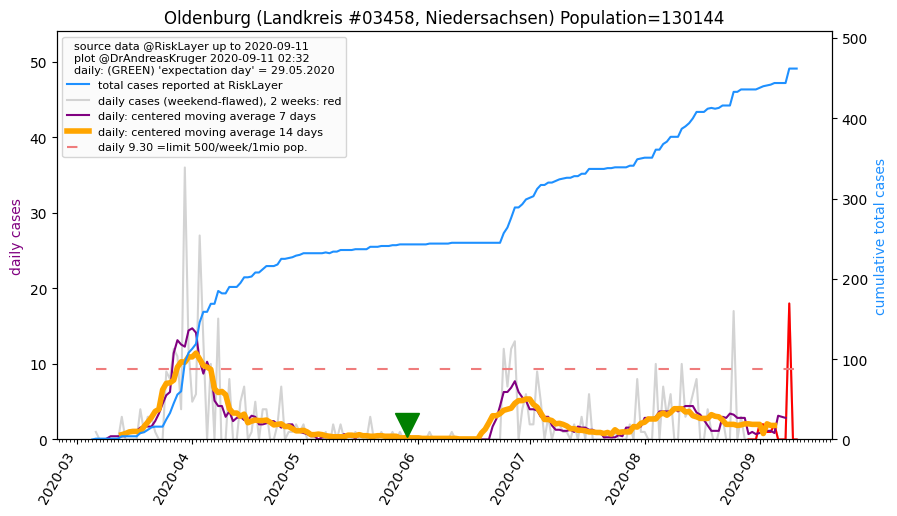 Oldenburg (Landkreis #03458, Niedersachsen) Population=130144
source data @RiskLayer up to 2020-09-11
plot @DrAndreasKruger 2020-09-11 02:32
daily: (GREEN) 'expectation day' = 29.05.2020
total cases reported at RiskLayer
daily cases (weekend-flawed), 2 weeks: red
daily: centered moving average 7 days
daily: centered moving average 14 days
daily 9.30 =limit 500/week/1mio pop.
daily cases
50
40
30
20
10
0
cumulative total cases
500
400
300
200
100
0
2020-03
2020-04
2020-05
2020-06
2020-07
2020-08
2020-09